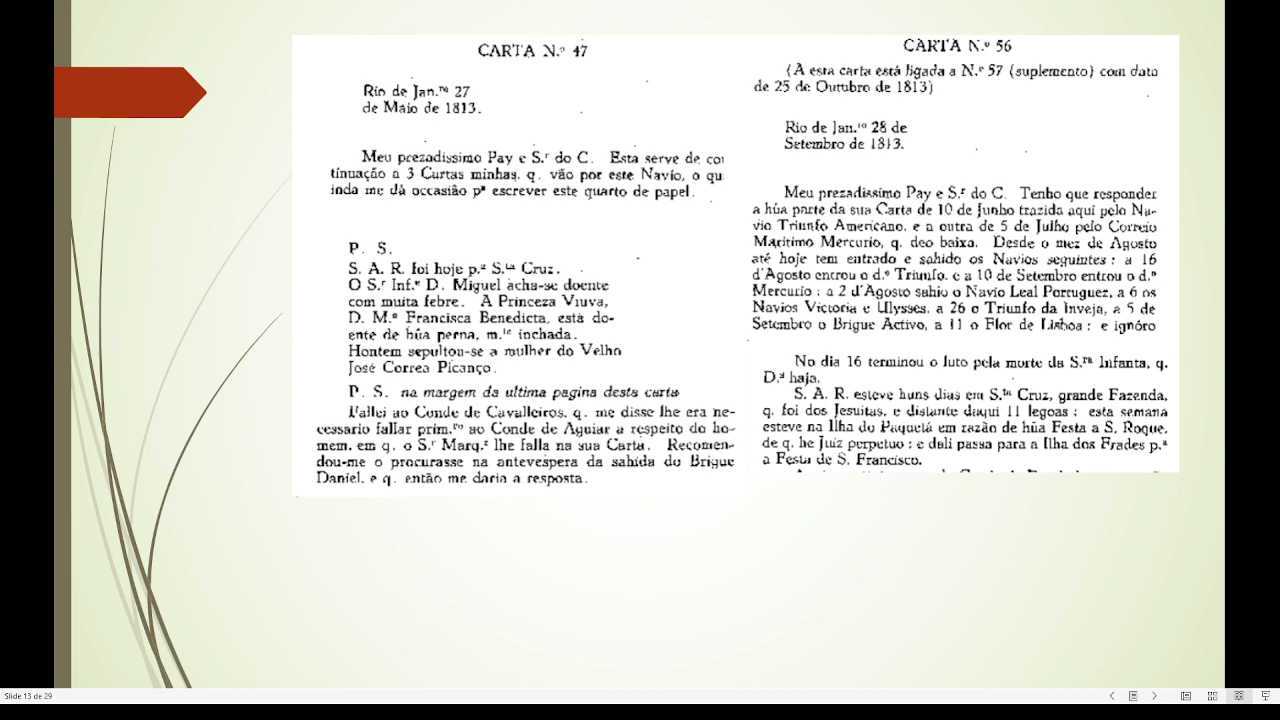 CARTA N.º 47
Rio de Jan.ro 27
de Maio de 1813.
Meu prezadissimo Pay e S.r do C. Esta serve de con
tinuação a 3 Cartas minhas, q. vão por este Navio, o qu
inda me dá occasião pa escrever este quarto de papel.
P. S.
S. A. R. foi hoje p.a S.ta Cruz.
O S.r Inf.e D. Miguel acha-se doente
com muita febre. A Princeza Viuva,
D. M.a Francisca Benedicta, está do-
ente de hũa perna, m.to inchada.
Hontem sepultou-se a mulher do Velho
José Correa Picanço.
P. S. na margem da ultima pagina desta carta
Fallei ao Conde de Cavalleiros, q. me disse lhe era ne-
cessario fallar prim.ro ao Conde de Aguiar a respeito do ho-
mem, em q. o S.r Marq.z lhe falla na sua Carta. Recomen-
dou-me o procurasse na antevespera da sahida do Brigue
Daniel, e q. então me daria a resposta.
CARTA N.º 56
(A esta carta está ligada a N.º 57 (suplemento) com data
de 25 de Outubro de 1813)
Rio de Jan.ro 28 de
Setembro de 1813.
Meu prezadissimo Pay e S.r do C. Tenho que responder
a hũa parte da sua Carta de 10 de Junho trazida aqui pelo Na-
vio Triunfo Americano, e a outra de 5 de Julho pelo Correio
Maritimo Mercurio, q. deo baixa. Desde o mez de Agosto
até hoje tem entrado e sahido os Navios seguintes: a 16
d'Agosto entrou o d.º Triunfo, e a 10 de Setembro entrou o d.º
Mercurio; a 2 d'Agosto sahio o Navio Leal Portuguez, a 6 os
Navios Victoria e Ulysses, a 26 o Triunfo da Inveja, a 5 de
Setembro o Brigue Activo, a 11 o Flor de Lisboa; e ignóro
No dia 16 terminou o luto pela morte da S.ra Infanta, q.
D.s haja.
S. A. R. esteve huns dias em S.ta Cruz, grande Fazenda,
q. foi dos Jesuitas, e distante daqui 11 legoas; esta semana
esteve na Ilha do Paquetá em razão de hũa Festa a S. Roque,
de q. he Juiz perpetuo; e dali passa para a Ilha dos Frades p.a
a Festa de S. Francisco.
Slide 13 de 29